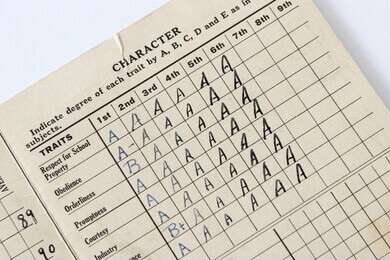 CHARACTER
Indicate degree of each trait by A, B, C, D and E as in
subjects.
TRAITS 1st 2nd 3rd 4th 5th 6th 7th 8th 9th
Respect for School
Property A A A A A A
Obedience A- A A A A A
Orderliness B A A A A A
Promptness A A A A A A
Courtesy A A A A A A
Industry B+ A A A A A
A A A A A A
89
90